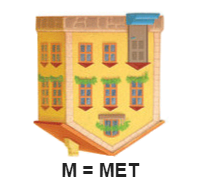 M = MET